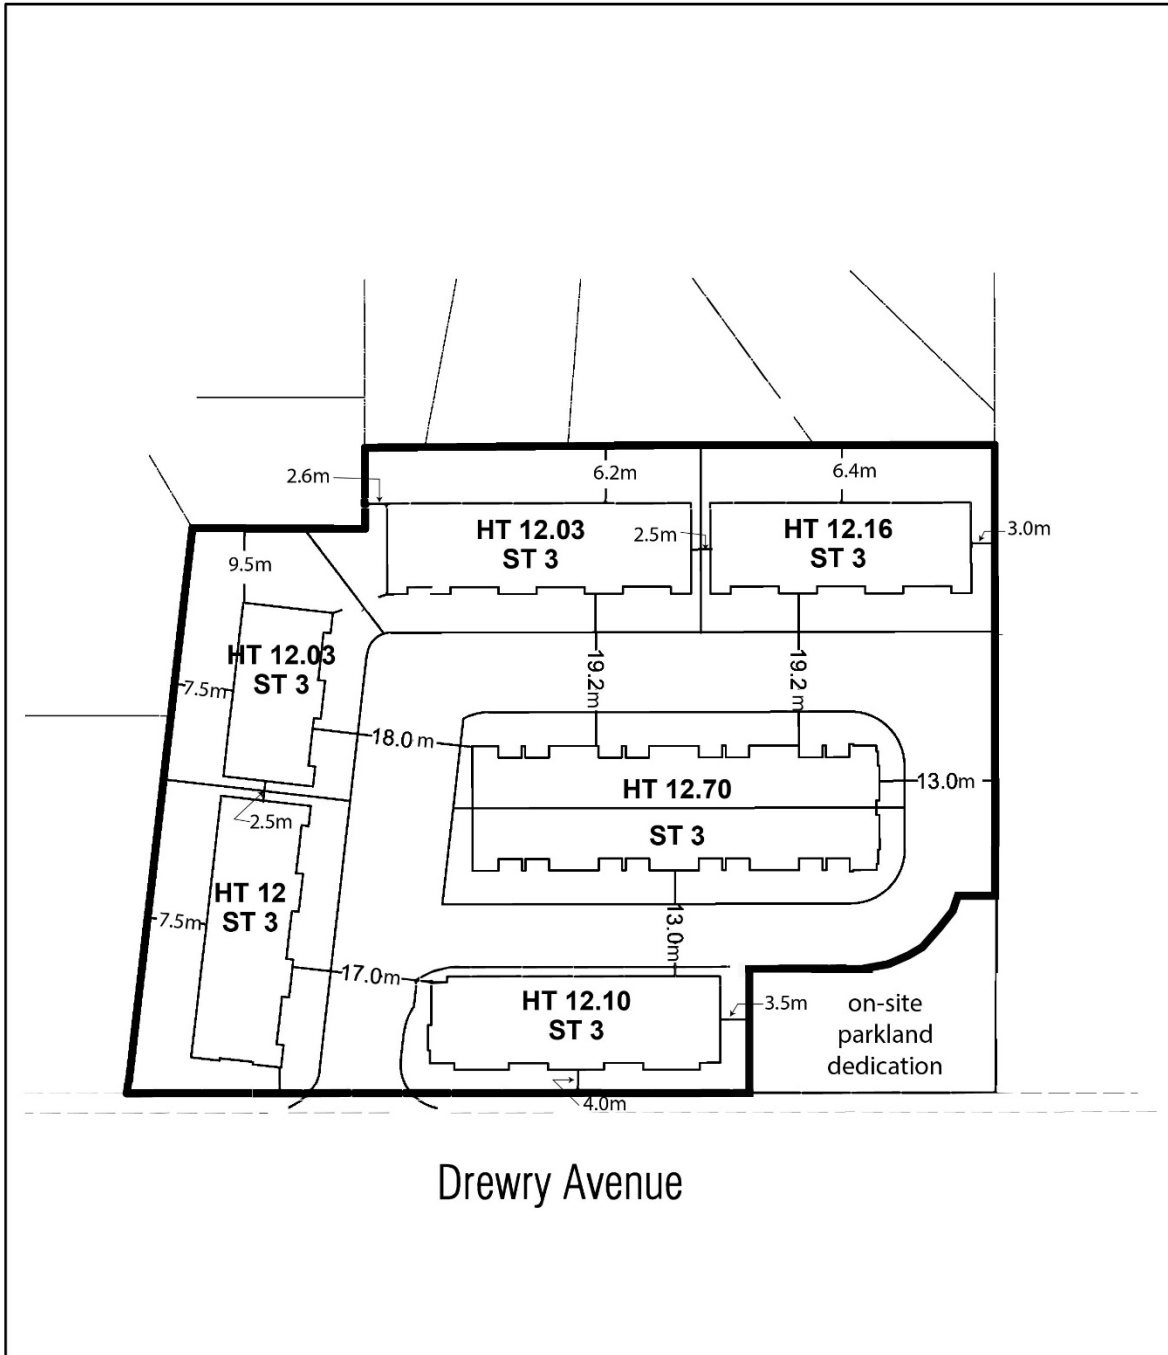 2.6m
6.2m
6.4m
HT 12.03
ST 3
2.5m
HT 12.16
ST 3
3.0m
9.5m
HT 12.03
ST 3
7.5m
19.2m
19.2 m
18.0 m
HT 12.70
ST 3
13.0m
2.5m
HT 12
ST 3
7.5m
13.0m
17.0m
HT 12.10
ST 3
3.5m
on-site
parkland
dedication
4.0m
Drewry Avenue